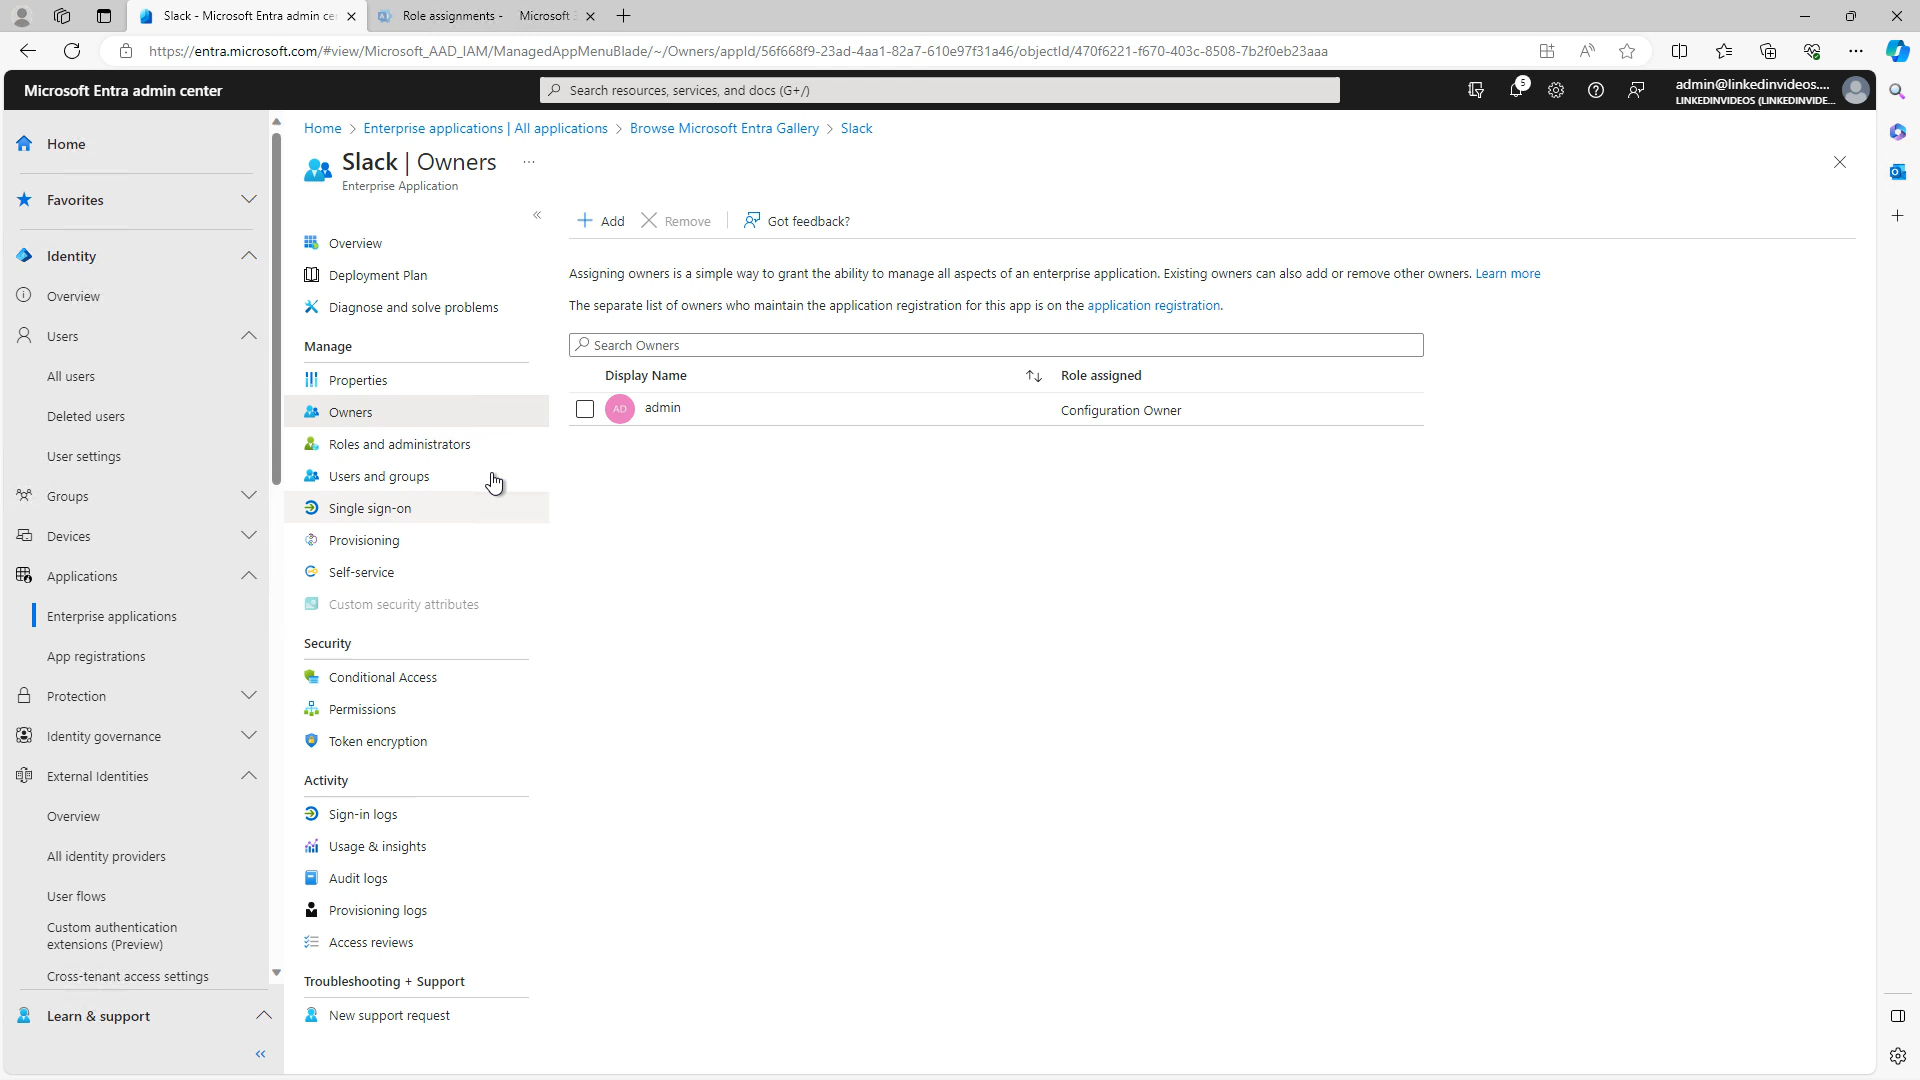 Slack - Microsoft Entra admin ce
Role assignments - Microsoft
https://entra.microsoft.com/#view/Microsoft_AAD_IAM/ManagedAppMenuBlade/~/Owners/appId/56f668f9-23ad-4aa1-82a7-610e97f31a46/objectId/470f6221-f670-403c-8508-7b2f0eb23aaa
Microsoft Entra admin center
Search resources, services, and docs (G+/)
5
admin@linkedinvideos....
LINKEDINVIDEOS (LINKEDINVIDE...
Home
Favorites
Identity
Overview
Users
All users
Deleted users
User settings
Groups
Devices
Applications
Enterprise applications
App registrations
Protection
Identity governance
External Identities
Overview
All identity providers
User flows
Custom authentication
extensions (Preview)
Cross-tenant access settings
Learn & support
Home > Enterprise applications | All applications > Browse Microsoft Entra Gallery > Slack
Slack | Owners ...
Enterprise Application
Overview
Deployment Plan
Diagnose and solve problems
Manage
Properties
Owners
Roles and administrators
Users and groups
Single sign-on
Provisioning
Self-service
Custom security attributes
Security
Conditional Access
Permissions
Token encryption
Activity
Sign-in logs
Usage & insights
Audit logs
Provisioning logs
Access reviews
Troubleshooting + Support
New support request
Add Remove Got feedback?
Assigning owners is a simple way to grant the ability to manage all aspects of an enterprise application. Existing owners can also add or remove other owners. Learn more
The separate list of owners who maintain the application registration for this app is on the application registration.
Search Owners
Display Name Role assigned
AD admin Configuration Owner